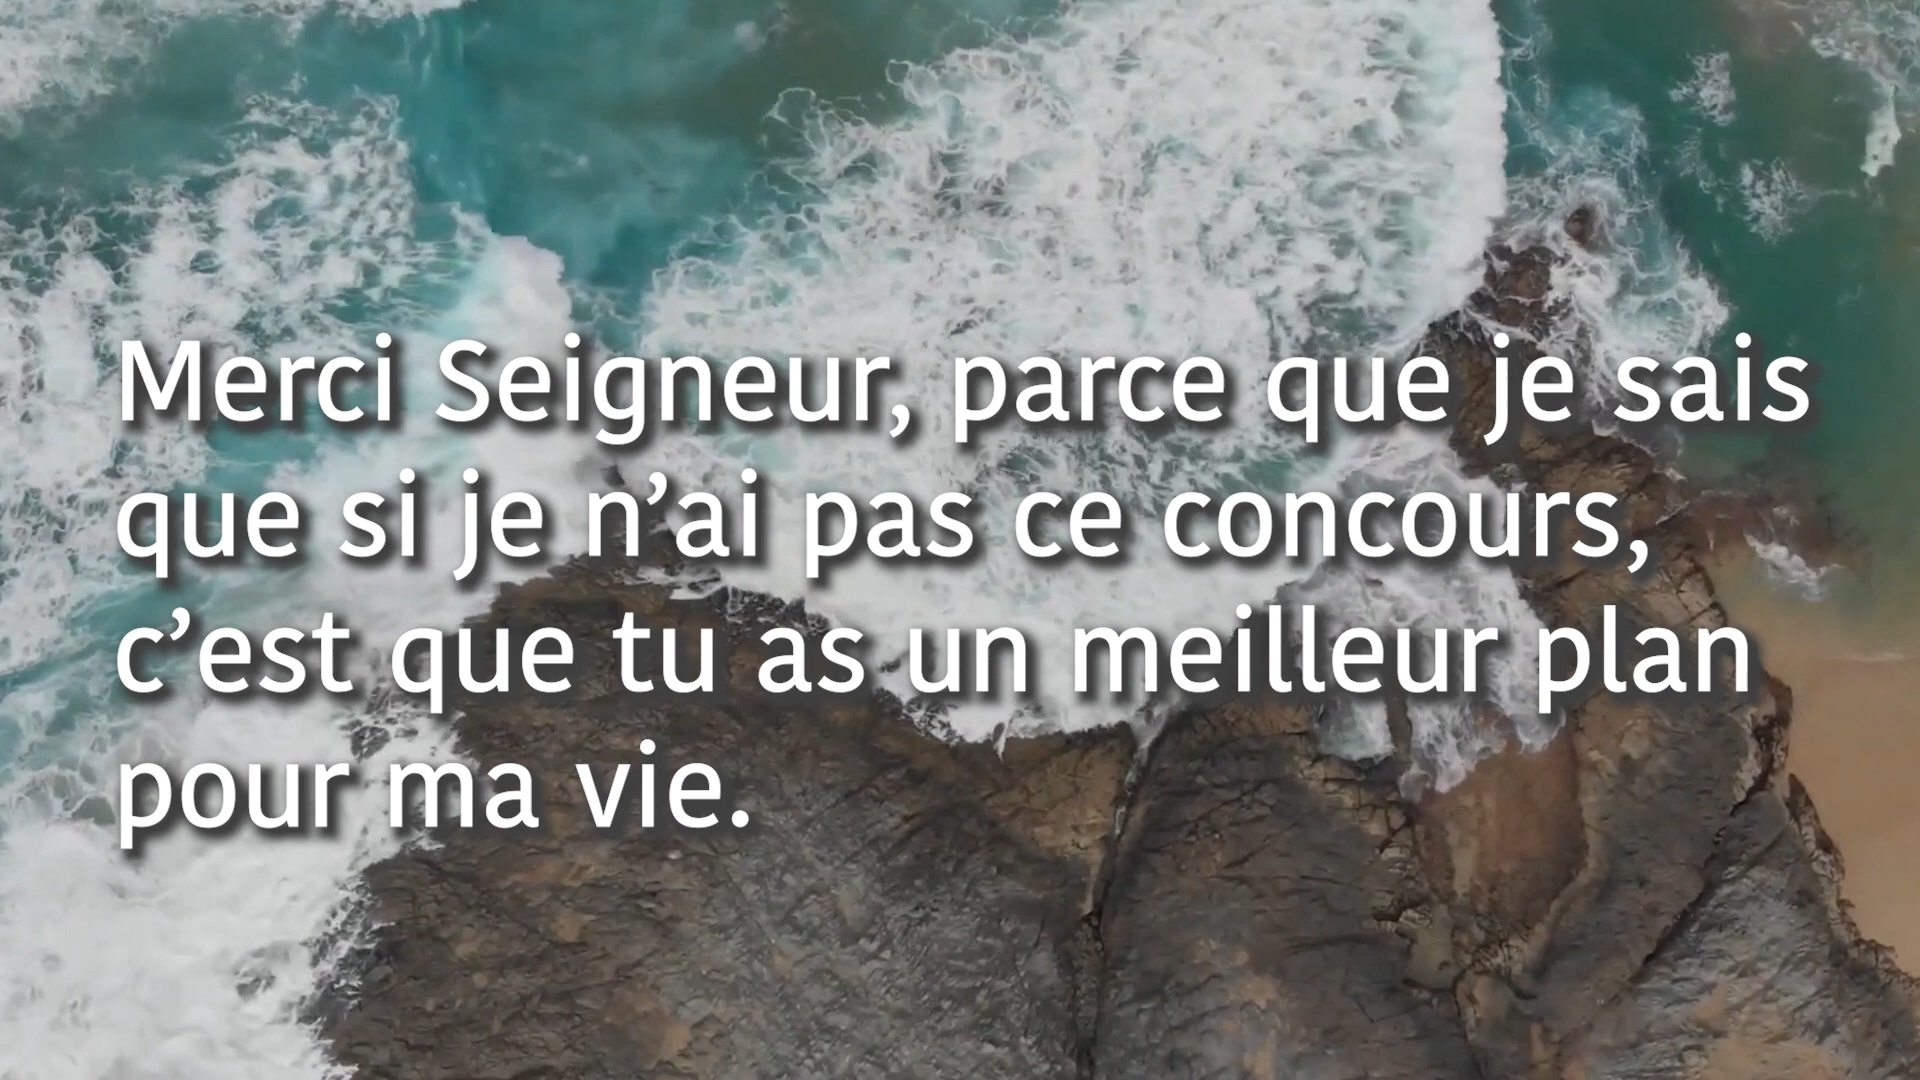 Merci Seigneur, parce que je sais
que si je n’ai pas ce concours,
c’est que tu as un meilleur plan
pour ma vie.